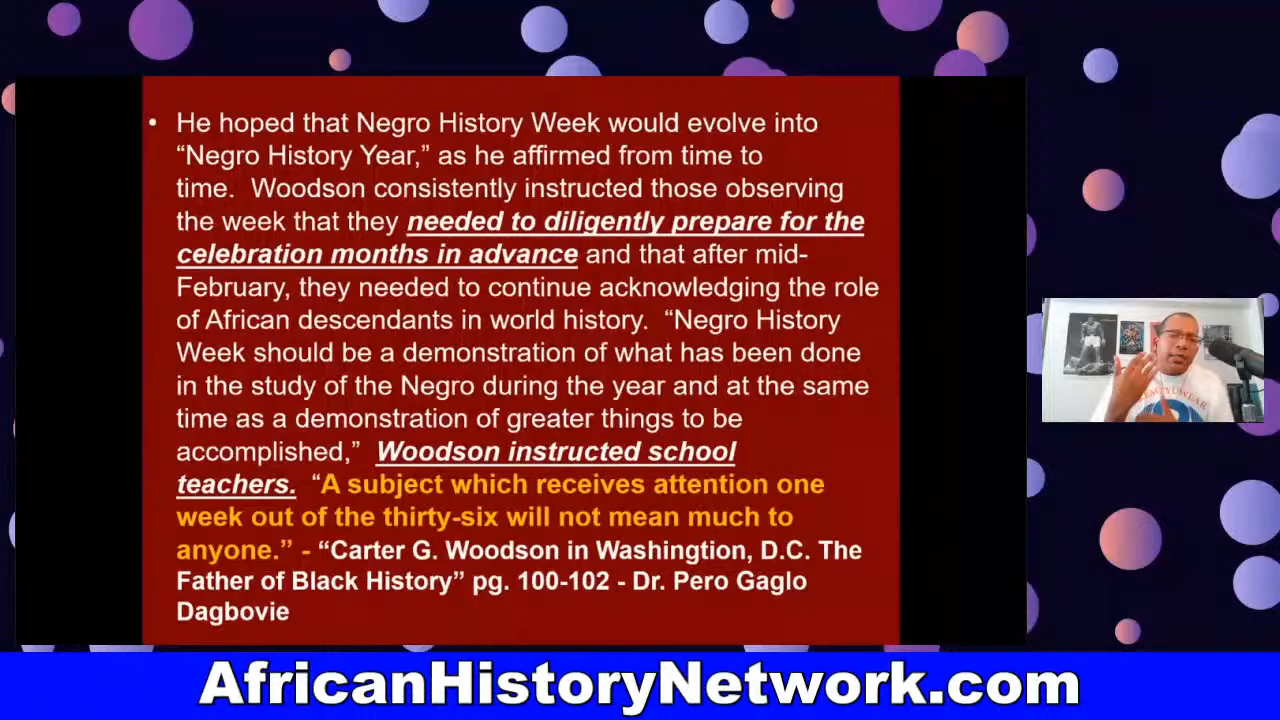 • He hoped that Negro History Week would evolve into
“Negro History Year,” as he affirmed from time to
time.  Woodson consistently instructed those observing
the week that they needed to diligently prepare for the
celebration months in advance and that after mid-
February, they needed to continue acknowledging the role
of African descendants in world history.  “Negro History
Week should be a demonstration of what has been done
in the study of the Negro during the year and at the same
time as a demonstration of greater things to be
accomplished,”  Woodson instructed school
teachers.  “A subject which receives attention one
week out of the thirty-six will not mean much to
anyone.” - “Carter G. Woodson in Washingtion, D.C. The
Father of Black History” pg. 100-102 - Dr. Pero Gaglo
Dagbovie
AfricanHistoryNetwork.com